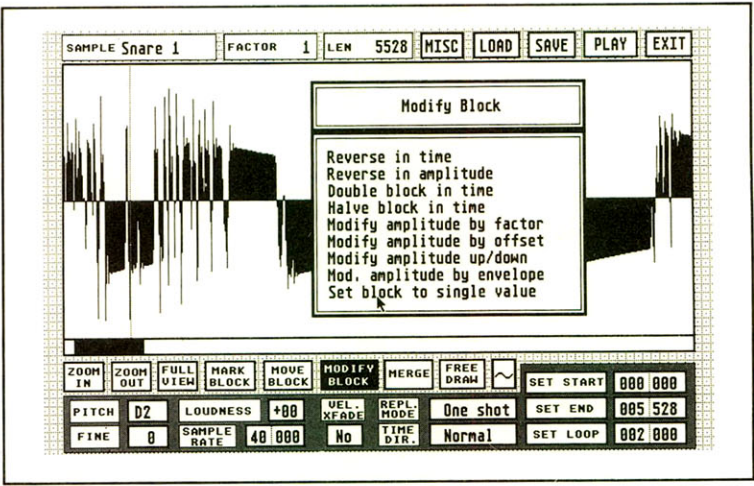 SAMPLE Snare 1 FACTOR 1 LEN 5528 MISC LOAD SAVE PLAY EXIT
Modify Block
Reverse in time
Reverse in amplitude
Double block in time
Halve block in time
Modify amplitude by factor
Modify amplitude by offset
Modify amplitude up/down
Mod. amplitude by envelope
Set block to single value
ZOOM IN ZOOM OUT FULL VIEW MARK BLOCK MOVE BLOCK MODIFY BLOCK MERGE FREE DRAW SET START 000 000
PITCH D2 LOUDNESS +00 VEL. XFADE REPL. MODE One shot SET END 005 528
FINE 0 SAMPLE RATE 40 000 No TIME DIR. Normal SET LOOP 002 000